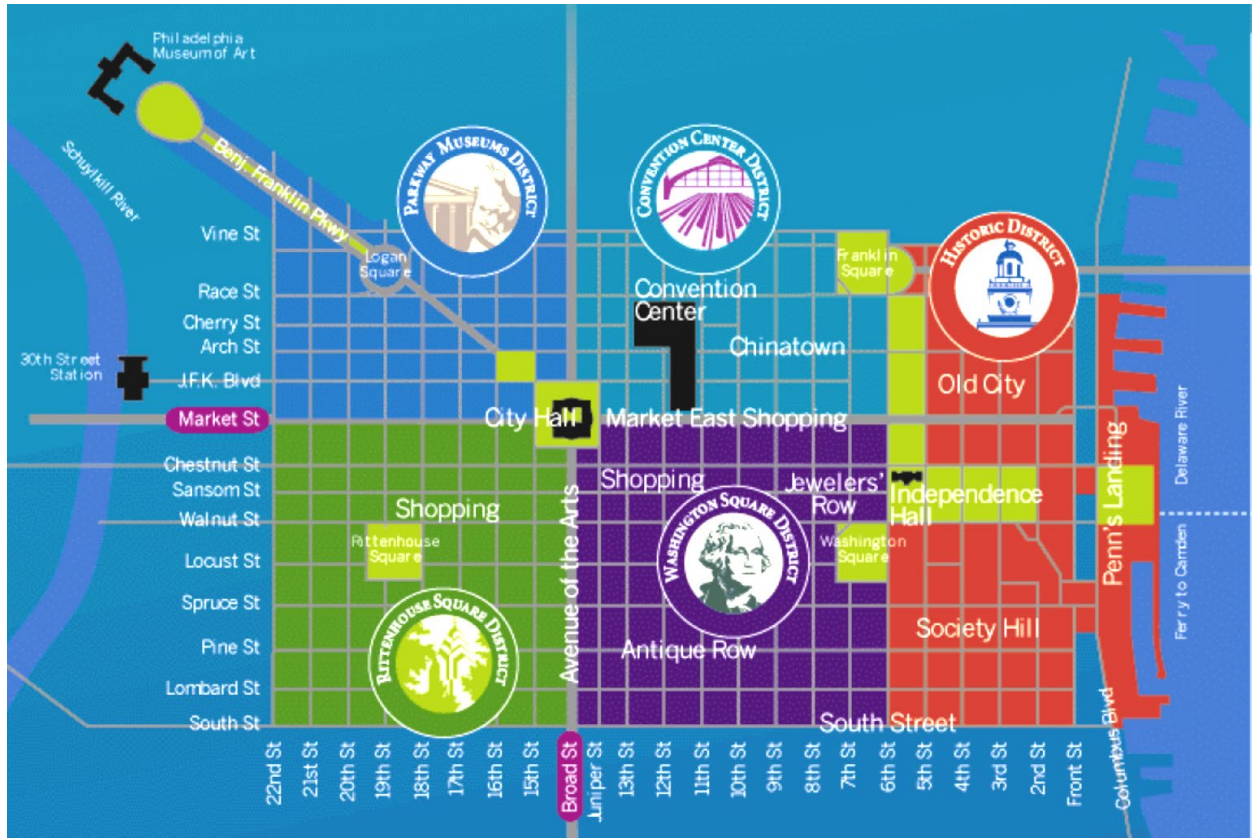 Philadelphia
Museum of Art
Schuylkill River
Benj. Franklin Pkwy
PARKWAY MUSEUMS DISTRICT
CONVENTION CENTER DISTRICT
HISTORIC DISTRICT
Vine St
Logan
Square
Franklin
Square
Race St
Convention
Center
Cherry St
Arch St
Chinatown
30th Street
Station
J.F.K. Blvd
Old City
Market St
City Hall
Market East Shopping
Penn's Landing
Delaware River
Chestnut St
Shopping
Jewelers'
Row
Sansom St
Independence
Hall
Shopping
Walnut St
Avenue of the Arts
WASHINGTON SQUARE DISTRICT
Rittenhouse
Square
Washington
Square
Locust St
Ferry to Camden
Spruce St
RITTENHOUSE SQUARE DISTRICT
Society Hill
Pine St
Antique Row
Lombard St
South St
South Street
Columbus Blvd
22nd St
21st St
20th St
19th St
18th St
17th St
16th St
15th St
Broad St
Juniper St
13th St
12th St
11th St
10th St
9th St
8th St
7th St
6th St
5th St
4th St
3rd St
2nd St
Front St